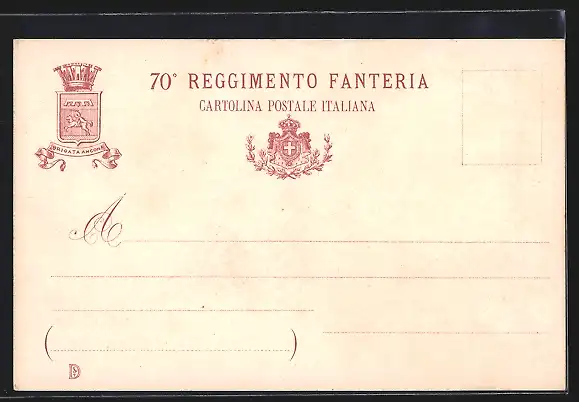 70° REGGIMENTO FANTERIA
CARTOLINA POSTALE ITALIANA
BRIGATA ANCONA
A
( )